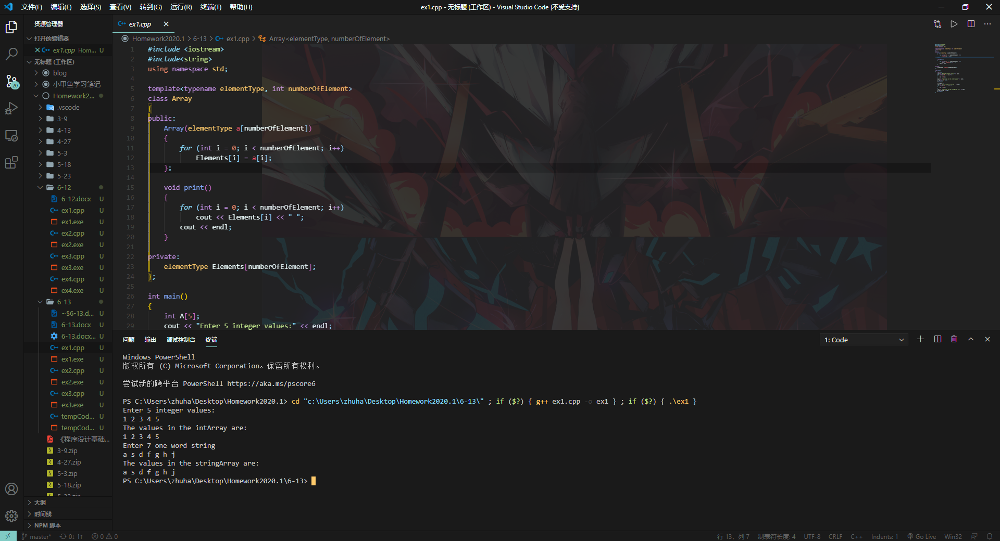 文件(F) 编辑(E) 选择(S) 查看(V) 转到(G) 运行(R) 终端(T) 帮助(H)
ex1.cpp - 无标题 (工作区) - Visual Studio Code [不受支持]
资源管理器
打开的编辑器
ex1.cpp Hom... U
无标题 (工作区)
blog
小甲鱼学习笔记
Homework2...
.vscode
3-9
4-13
4-27
5-3
5-18
5-23
6-12
6-12.docx U
ex1.cpp U
ex1.exe U
ex2.cpp U
ex2.exe U
ex3.cpp U
ex3.exe U
ex4.cpp U
ex4.exe U
6-13
~$6-13.d... U
6-13.docx U
6-13.docx... U
ex1.cpp U
ex1.exe U
ex2.cpp U
ex2.exe U
ex3.cpp U
ex3.exe U
tempCod... U
tempCod... U
《程序设计基础...
3-9.zip
4-27.zip
5-3.zip
5-18.zip
5-23.zip
大纲
时间线
NPM 脚本
20
ex1.cpp
Homework2020.1 > 6-13 > ex1.cpp > Array<elementType, numberOfElement>
1 #include <iostream>
2 #include<string>
3 using namespace std;
4
5 template<typename elementType, int numberOfElement>
6 class Array
7 {
8 public:
9 Array(elementType a[numberOfElement])
10 {
11 for (int i = 0; i < numberOfElement; i++)
12 Elements[i] = a[i];
13 };
14
15 void print()
16 {
17 for (int i = 0; i < numberOfElement; i++)
18 cout << Elements[i] << " ";
19 cout << endl;
20 }
21
22 private:
23 elementType Elements[numberOfElement];
24 };
25
26 int main()
27 {
28 int A[5];
29 cout << "Enter 5 integer values:" << endl;
问题 输出 调试控制台 终端
1: Code
Windows PowerShell
版权所有 (C) Microsoft Corporation。保留所有权利。
尝试新的跨平台 PowerShell https://aka.ms/pscore6
PS C:\Users\zhuha\Desktop\Homework2020.1> cd "c:\Users\zhuha\Desktop\Homework2020.1\6-13\" ; if ($?) { g++ ex1.cpp -o ex1 } ; if ($?) { .\ex1 }
Enter 5 integer values:
1 2 3 4 5
The values in the intArray are:
1 2 3 4 5
Enter 7 one word string
a s d f g h j
The values in the stringArray are:
a s d f g h j
PS C:\Users\zhuha\Desktop\Homework2020.1\6-13>
master* 0↓ 1↑ 0 0
行 13，列 7 制表符长度: 4 UTF-8 CRLF C++ Indents: 1 Go Live Win32